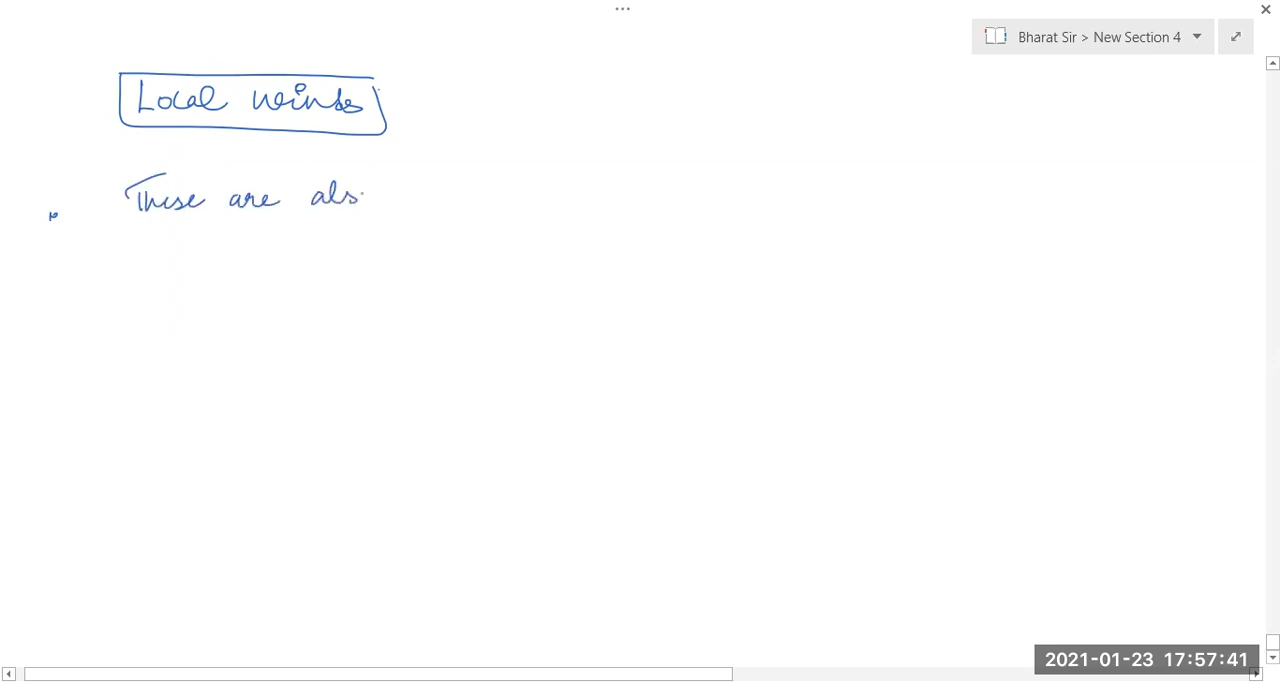 ...
Bharat Sir > New Section 4
Local winds
These are als
2021-01-23 17:57:41